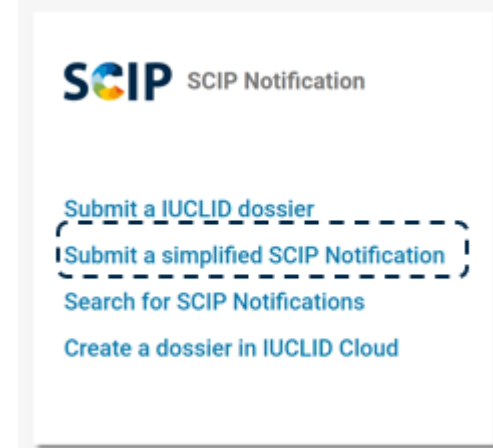 SCIP SCIP Notification
Submit a IUCLID dossier
Submit a simplified SCIP Notification
Search for SCIP Notifications
Create a dossier in IUCLID Cloud